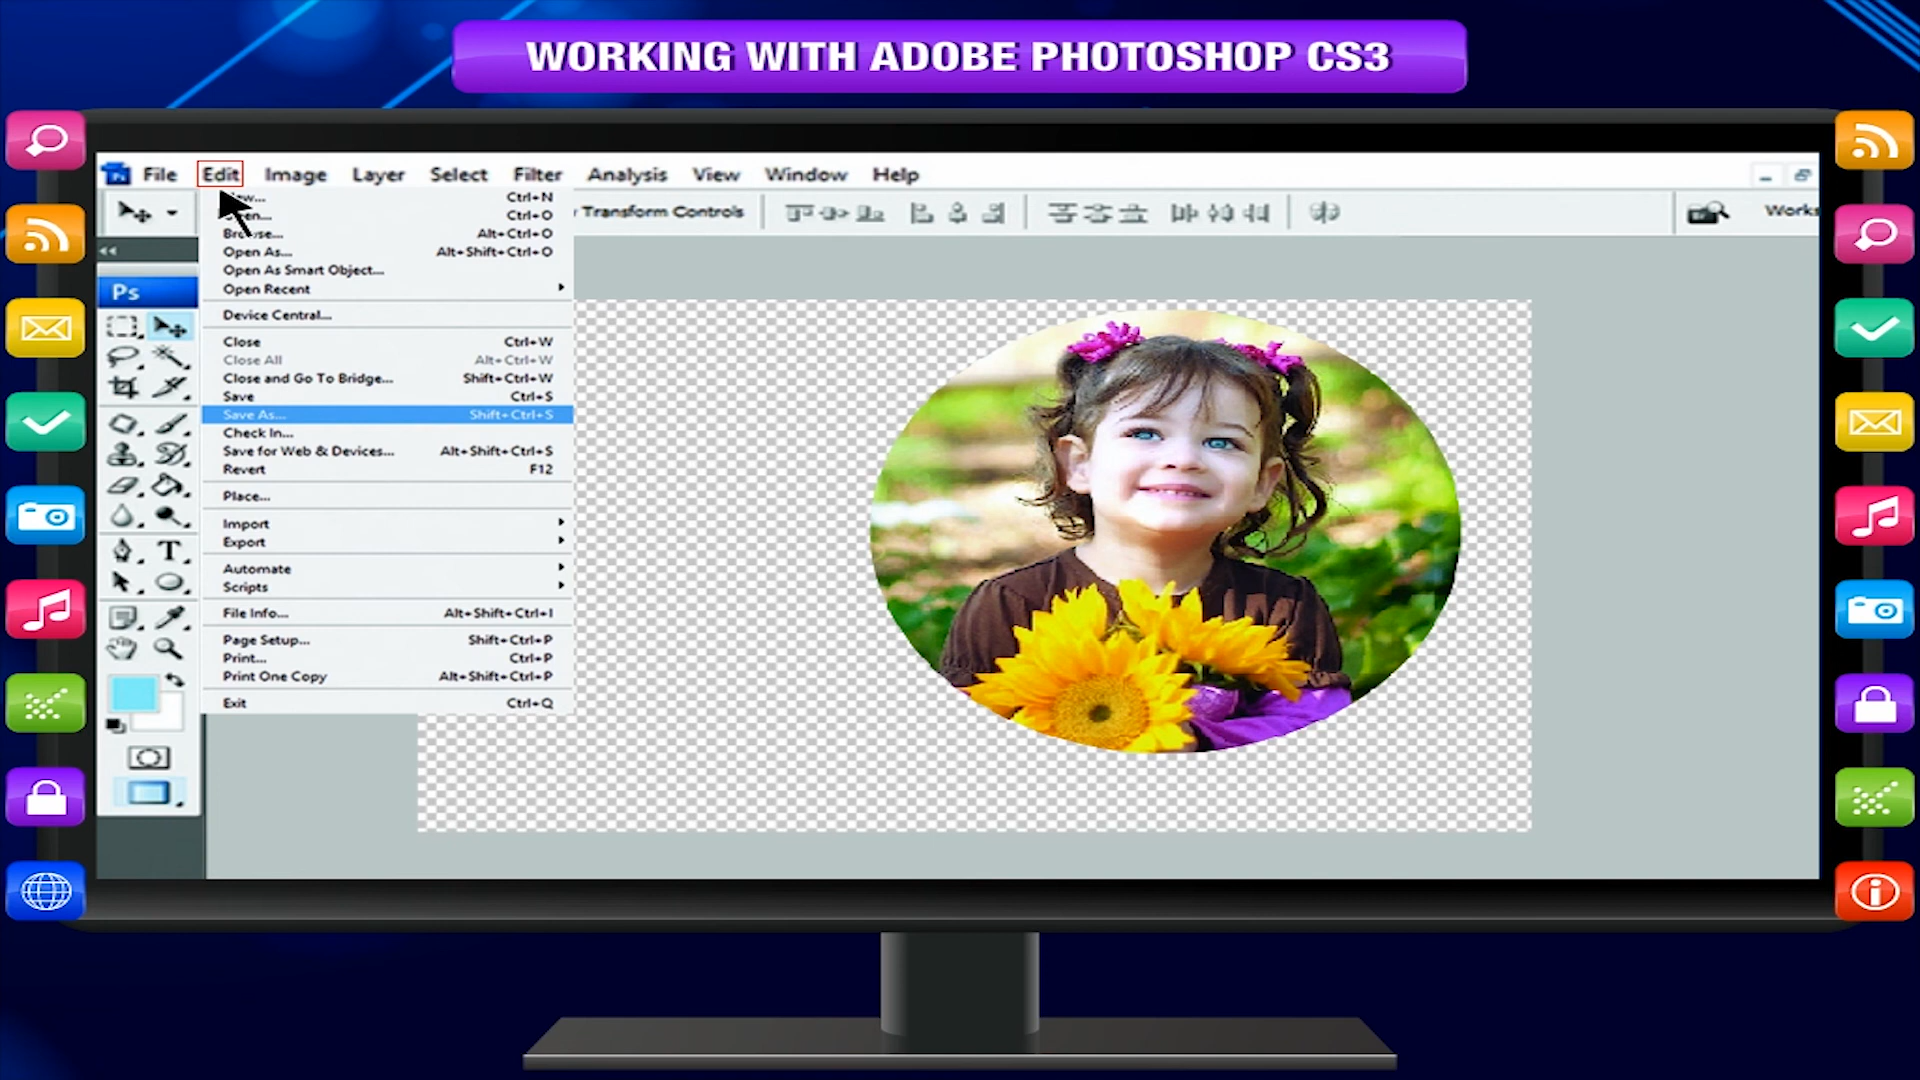 WORKING WITH ADOBE PHOTOSHOP CS3
File Edit Image Layer Select Filter Analysis View Window Help
Ctrl+N
Ctrl+O
Transform Controls
Works
Browse... Alt+Ctrl+O
Open As... Alt+Shift+Ctrl+O
Open As Smart Object...
Open Recent
Ps
Device Central...
Close Ctrl+W
Close All Alt+Ctrl+W
Close and Go To Bridge... Shift+Ctrl+W
Save Ctrl+S
Save As... Shift+Ctrl+S
Check In...
Save for Web & Devices... Alt+Shift+Ctrl+S
Revert F12
Place...
Import
Export
Automate
Scripts
File Info... Alt+Shift+Ctrl+I
Page Setup... Shift+Ctrl+P
Print... Ctrl+P
Print One Copy Alt+Shift+Ctrl+P
Exit Ctrl+Q